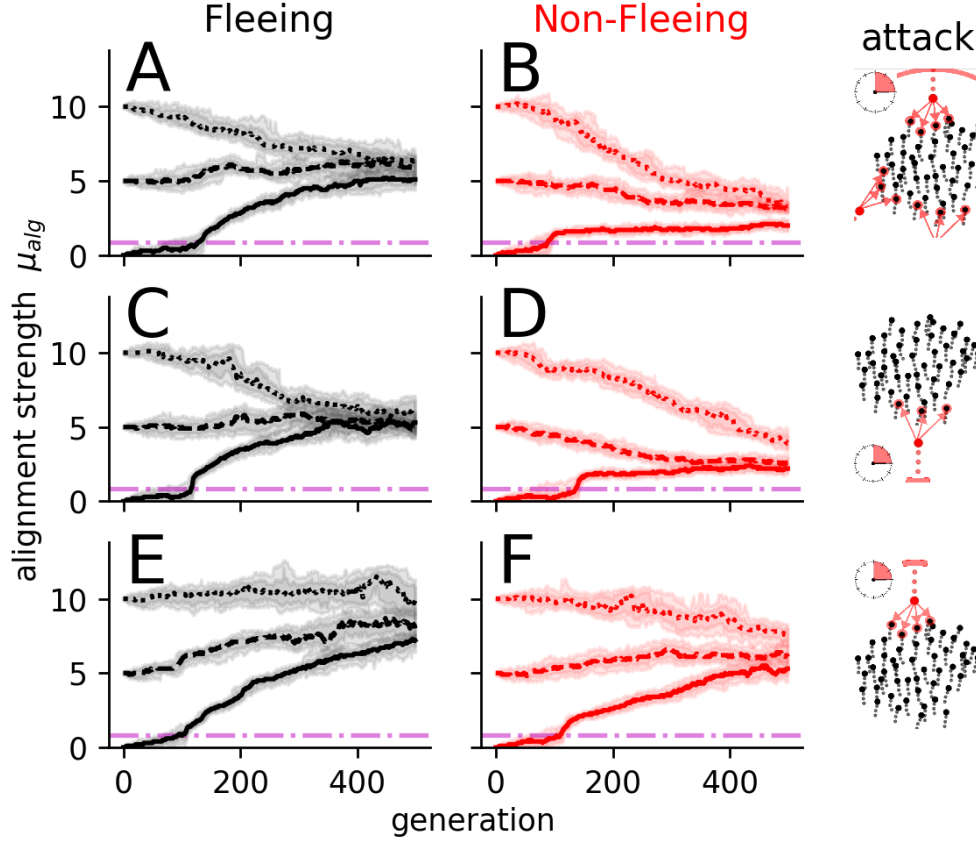 Fleeing
Non-Fleeing
attack
A
B
10
5
0
C
D
10
5
0
E
F
10
5
0
0
200
400
0
200
400
alignment strength μalg
generation